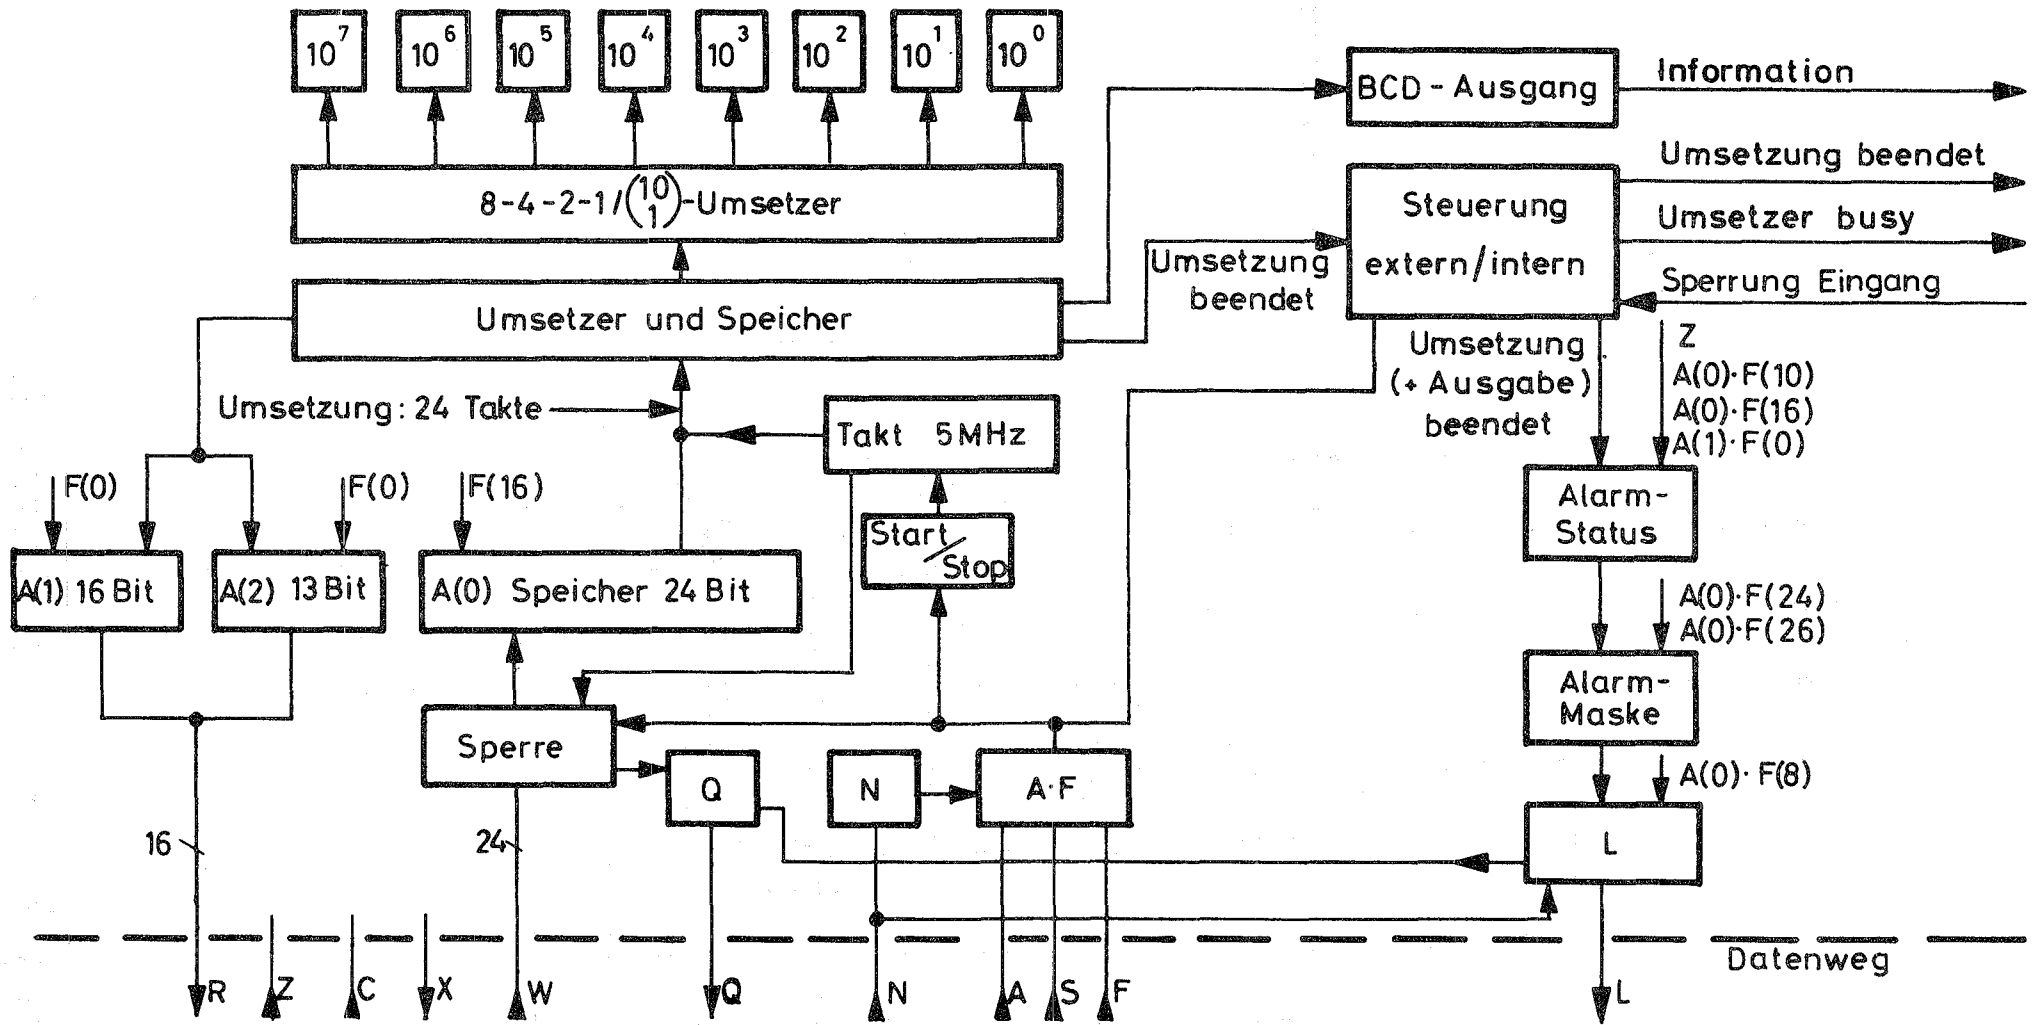 10⁷ 10⁶ 10⁵ 10⁴ 10³ 10² 10¹ 10⁰
8-4-2-1/(10 1)-Umsetzer
Umsetzer und Speicher
BCD-Ausgang
Information
Steuerung
extern/intern
Umsetzung beendet
Umsetzer busy
Sperrung Eingang
Umsetzung
beendet
Umsetzung
(+ Ausgabe)
beendet
Z
A(0)·F(10)
A(0)·F(16)
A(1)·F(0)
Umsetzung: 24 Takte
Takt 5MHz
Start/
Stop
F(0)
F(0)
F(16)
A(1) 16 Bit
A(2) 13 Bit
A(0) Speicher 24 Bit
Alarm-
Status
A(0)·F(24)
A(0)·F(26)
Alarm-
Maske
A(0)·F(8)
Sperre
Q
N
A·F
L
16
24
Datenweg
R Z C X W Q N A S F L